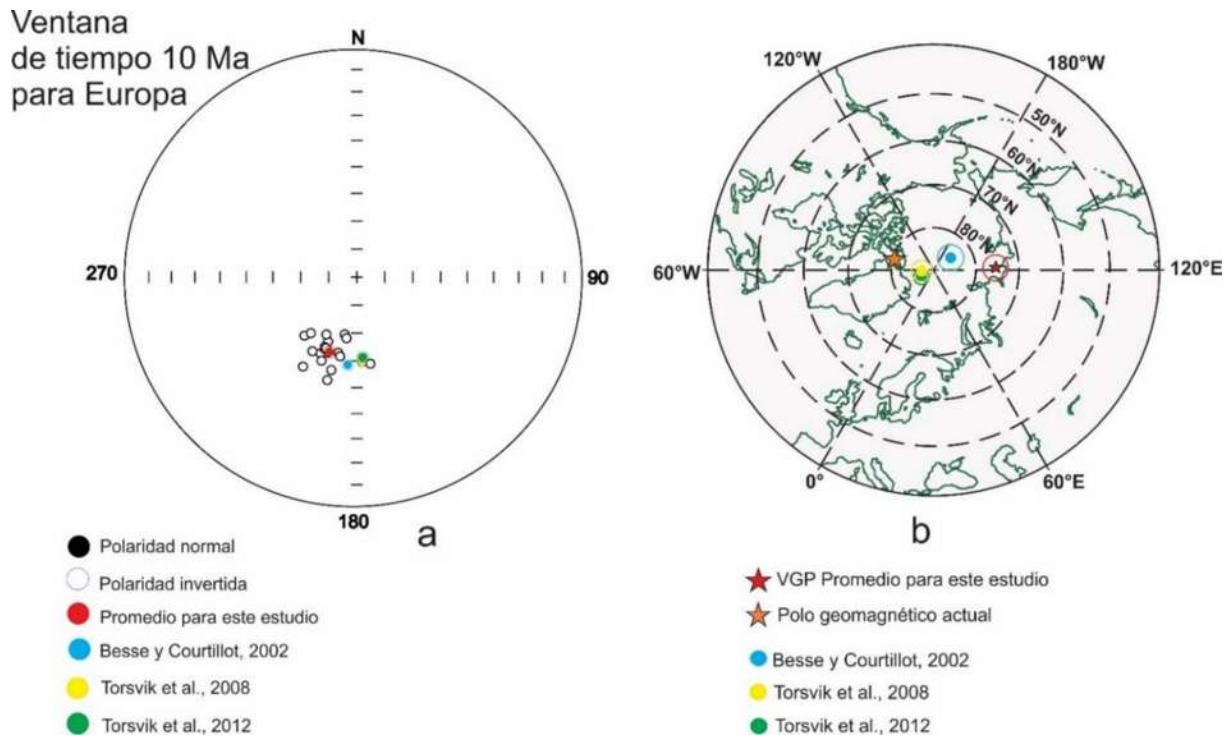 Ventana
de tiempo 10 Ma
para Europa
N
270
90
180
a
Polaridad normal
Polaridad invertida
Promedio para este estudio
Besse y Courtillot, 2002
Torsvik et al., 2008
Torsvik et al., 2012
120°W
180°W
50°N
60°N
70°N
80°N
60°W
120°E
0°
60°E
b
VGP Promedio para este estudio
Polo geomagnético actual
Besse y Courtillot, 2002
Torsvik et al., 2008
Torsvik et al., 2012